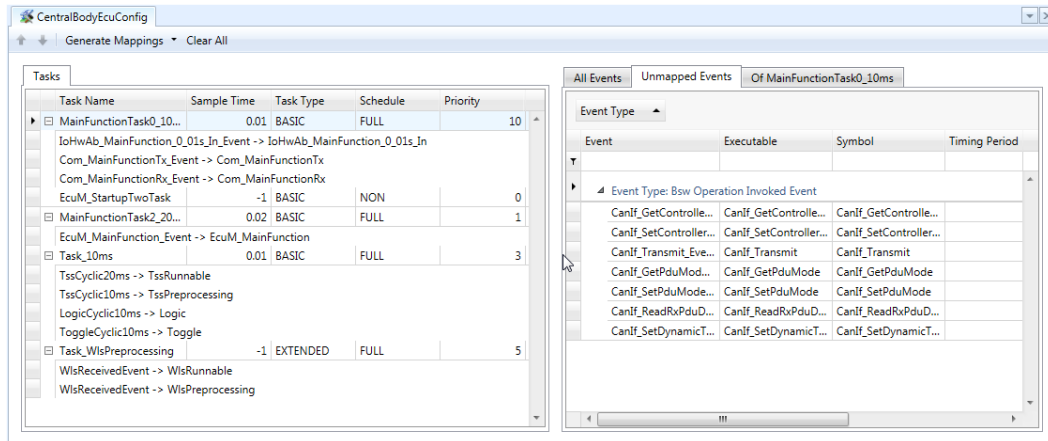 CentralBodyEcuConfig
Generate Mappings Clear All
Tasks
Task Name Sample Time Task Type Schedule Priority
MainFunctionTask0_10... 0.01 BASIC FULL 10
IoHwAb_MainFunction_0_01s_In_Event -> IoHwAb_MainFunction_0_01s_In
Com_MainFunctionTx_Event -> Com_MainFunctionTx
Com_MainFunctionRx_Event -> Com_MainFunctionRx
EcuM_StartupTwoTask -1 BASIC NON 0
MainFunctionTask2_20... 0.02 BASIC FULL 1
EcuM_MainFunction_Event -> EcuM_MainFunction
Task_10ms 0.01 BASIC FULL 3
TssCyclic20ms -> TssRunnable
TssCyclic10ms -> TssPreprocessing
LogicCyclic10ms -> Logic
ToggleCyclic10ms -> Toggle
Task_WlsPreprocessing -1 EXTENDED FULL 5
WlsReceivedEvent -> WlsRunnable
WlsReceivedEvent -> WlsPreprocessing
All Events Unmapped Events Of MainFunctionTask0_10ms
Event Type
Event Executable Symbol Timing Period
Event Type: Bsw Operation Invoked Event
CanIf_GetControlle... CanIf_GetControlle... CanIf_GetControlle...
CanIf_SetController... CanIf_SetController... CanIf_SetController...
CanIf_Transmit_Eve... CanIf_Transmit CanIf_Transmit
CanIf_GetPduMod... CanIf_GetPduMode CanIf_GetPduMode
CanIf_SetPduMode... CanIf_SetPduMode CanIf_SetPduMode
CanIf_ReadRxPduD... CanIf_ReadRxPduD... CanIf_ReadRxPduD...
CanIf_SetDynamicT... CanIf_SetDynamicT... CanIf_SetDynamicT...